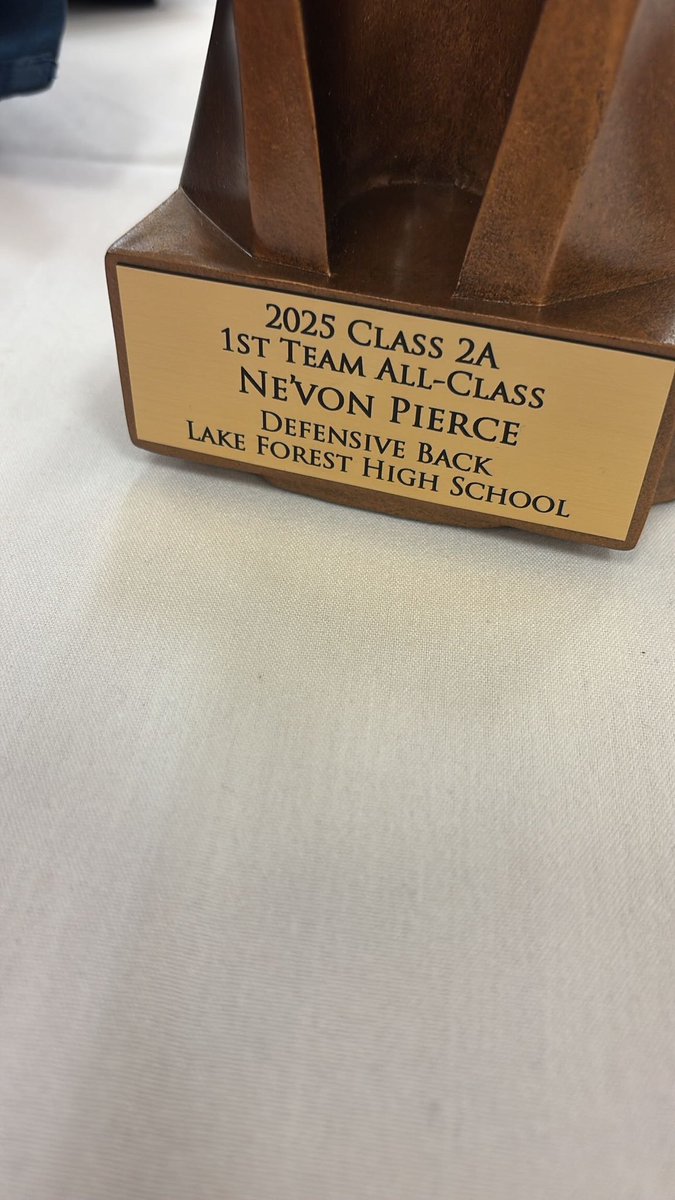 2025 Class 2A
1st Team All-Class
Ne'von Pierce
Defensive Back
Lake Forest High School